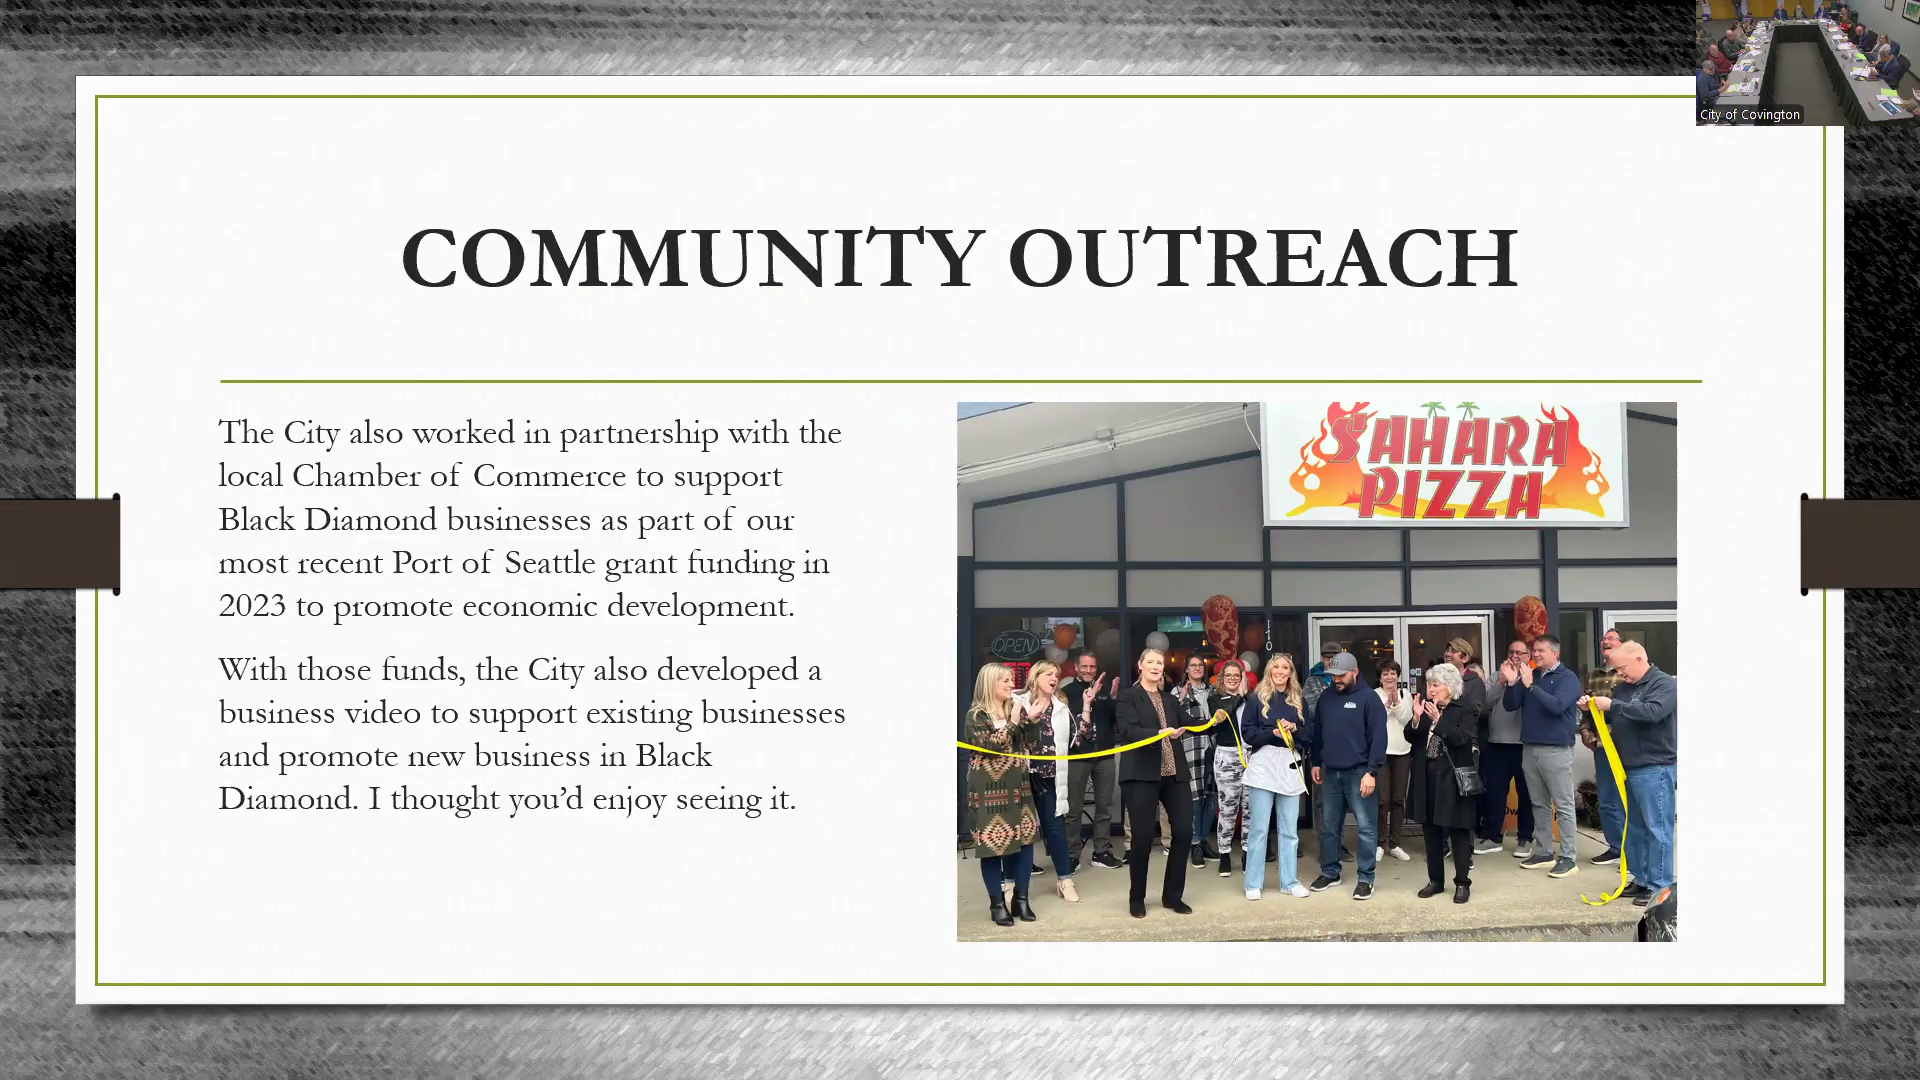 City of Covington
COMMUNITY OUTREACH
The City also worked in partnership with the
local Chamber of Commerce to support
Black Diamond businesses as part of our
most recent Port of Seattle grant funding in
2023 to promote economic development.
With those funds, the City also developed a
business video to support existing businesses
and promote new business in Black
Diamond. I thought you’d enjoy seeing it.
SAHARA
PIZZA
OPEN